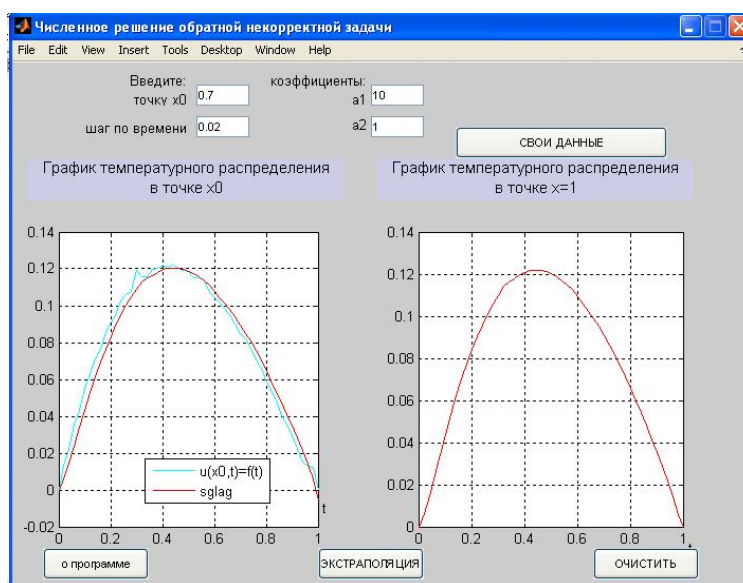 Численное решение обратной некорректной задачи
File Edit View Insert Tools Desktop Window Help
Введите:
точку x0 0.7
шаг по времени 0.02
коэффициенты:
a1 10
a2 1
СВОИ ДАННЫЕ
График температурного распределения
в точке x0
График температурного распределения
в точке x=1
0.14
0.12
0.1
0.08
0.06
0.04
0.02
0
-0.02
0 0.2 0.4 0.6 0.8 1
t
u(x0,t)=f(t)
sglag
0.14
0.12
0.1
0.08
0.06
0.04
0.02
0
0 0.2 0.4 0.6 0.8 1
о программе
ЭКСТРАПОЛЯЦИЯ
ОЧИСТИТЬ